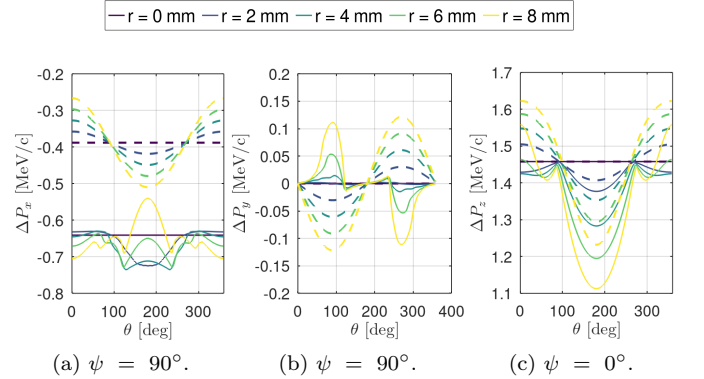 r = 0 mm r = 2 mm r = 4 mm r = 6 mm r = 8 mm
-0.2
-0.3
-0.4
-0.5
-0.6
-0.7
-0.8
ΔPx [MeV/c]
0 100 200 300
θ [deg]
(a) ψ = 90°.
0.2
0.15
0.1
0.05
0
-0.05
-0.1
-0.15
-0.2
ΔPy [MeV/c]
0 100 200 300 400
θ [deg]
(b) ψ = 90°.
1.7
1.6
1.5
1.4
1.3
1.2
1.1
ΔPz [MeV/c]
0 100 200 300
θ [deg]
(c) ψ = 0°.